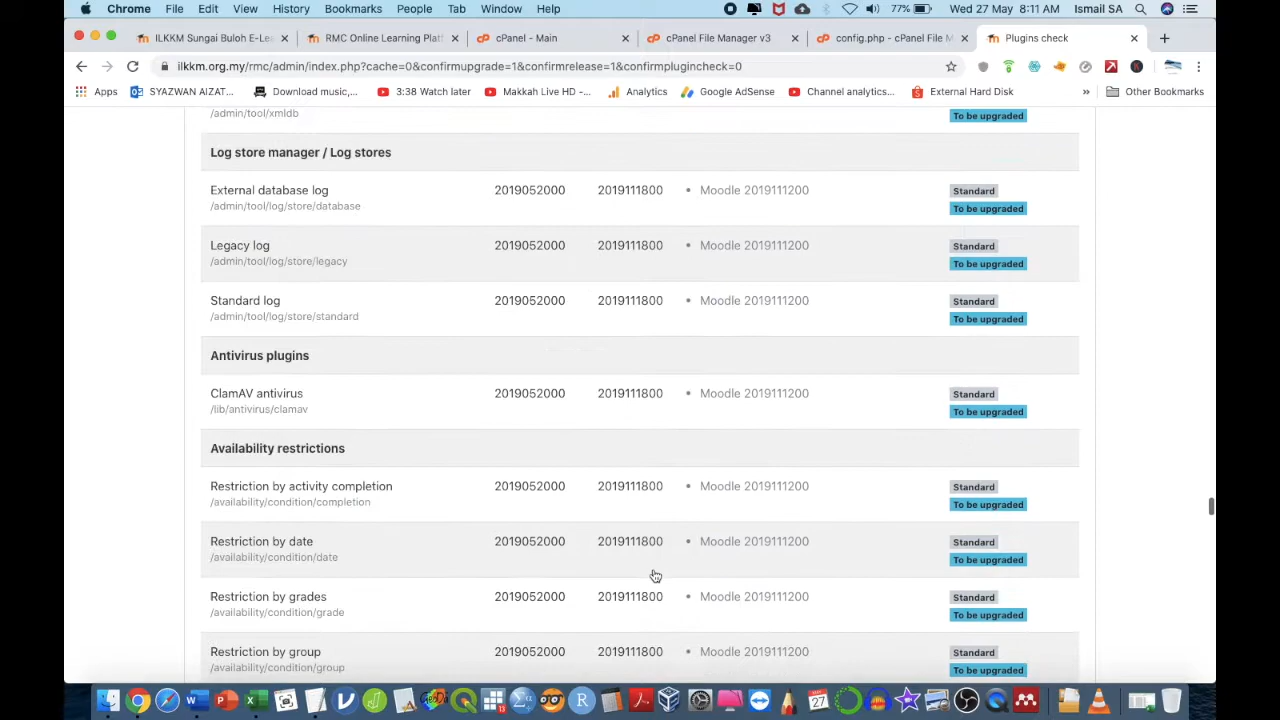 Chrome File Edit View History Bookmarks People Tab Window Help 77% Wed 27 May 8:11 AM Ismail SA
ILKKM Sungai Buloh E-Lea RMC Online Learning Platf cPanel - Main cPanel File Manager v3 config.php - cPanel File M Plugins check
ilkkm.org.my/rmc/admin/index.php?cache=0&confirmupgrade=1&confirmrelease=1&confirmplugincheck=0
Apps SYAZWAN AIZAT... Download music,... 3:38 Watch later Aqsah Live HD -... Analytics Google AdSense Channel analytics... External Hard Disk » Other Bookmarks
/admin/tool/xmldb To be upgraded
Log store manager / Log stores
External database log 2019052000 2019111800 • Moodle 2019111200 Standard
/admin/tool/log/store/database To be upgraded
Legacy log 2019052000 2019111800 • Moodle 2019111200 Standard
/admin/tool/log/store/legacy To be upgraded
Standard log 2019052000 2019111800 • Moodle 2019111200 Standard
/admin/tool/log/store/standard To be upgraded
Antivirus plugins
ClamAV antivirus 2019052000 2019111800 • Moodle 2019111200 Standard
/lib/antivirus/clamav To be upgraded
Availability restrictions
Restriction by activity completion 2019052000 2019111800 • Moodle 2019111200 Standard
/availability/condition/completion To be upgraded
Restriction by date 2019052000 2019111800 • Moodle 2019111200 Standard
/availability/condition/date To be upgraded
Restriction by grades 2019052000 2019111800 • Moodle 2019111200 Standard
/availability/condition/grade To be upgraded
Restriction by group 2019052000 2019111800 • Moodle 2019111200 Standard
/availability/condition/group To be upgraded